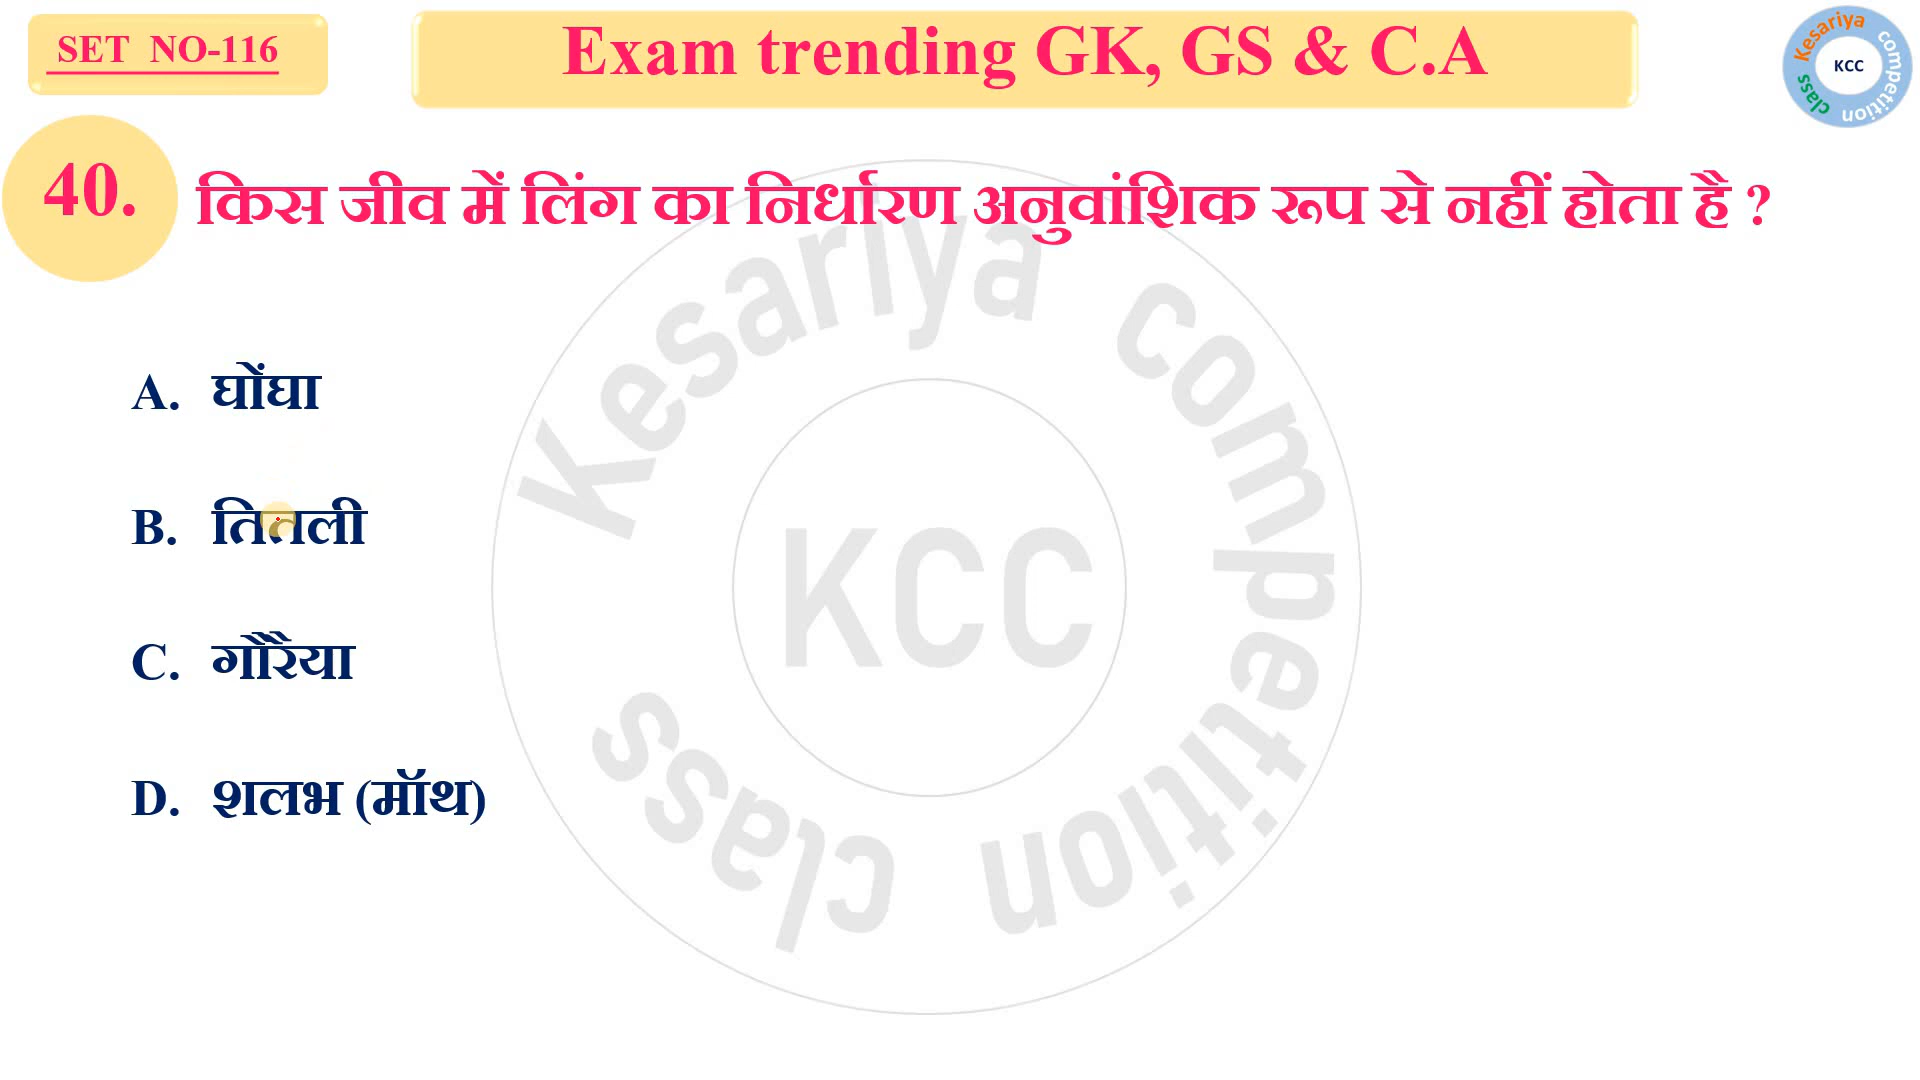 SET NO-116
Exam trending GK, GS & C.A
Kesariya competition class
KCC
40. किस जीव में लिंग का निर्धारण अनुवांशिक रूप से नहीं होता है ?
A. घोंघा
B. तितली
C. गौरैया
D. शलभ (मॉथ)
Kesariya competition class
KCC